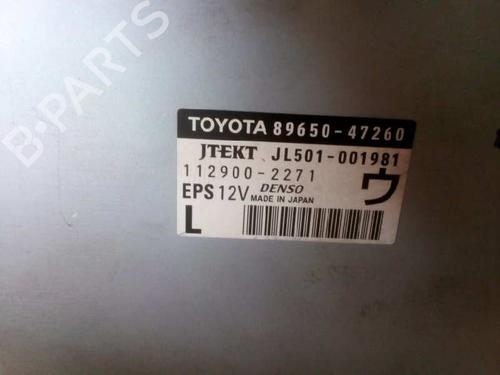 B-PARTS
TOYOTA 89650-47260
JTEKT JL501-001981
112900-2271 ウ
EPS 12V DENSO MADE IN JAPAN
L